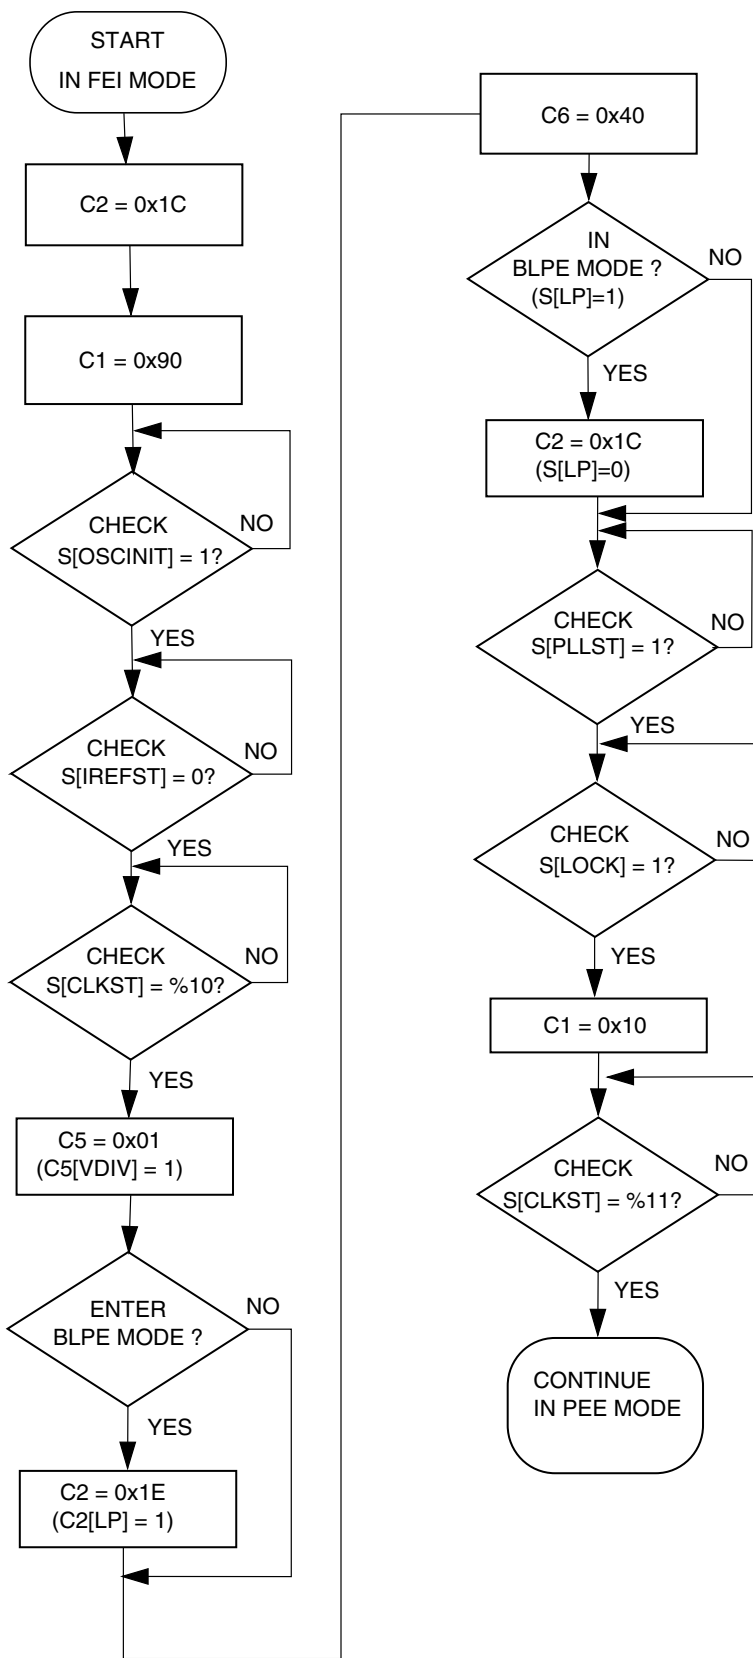 START
IN FEI MODE
C2 = 0x1C
C1 = 0x90
CHECK
S[OSCINIT] = 1?
NO
YES
CHECK
S[IREFST] = 0?
NO
YES
CHECK
S[CLKST] = %10?
NO
YES
C5 = 0x01
(C5[VDIV] = 1)
ENTER
BLPE MODE ?
NO
YES
C2 = 0x1E
(C2[LP] = 1)
C6 = 0x40
IN
BLPE MODE ?
(S[LP]=1)
NO
YES
C2 = 0x1C
(S[LP]=0)
CHECK
S[PLLST] = 1?
NO
YES
CHECK
S[LOCK] = 1?
NO
YES
C1 = 0x10
CHECK
S[CLKST] = %11?
NO
YES
CONTINUE
IN PEE MODE